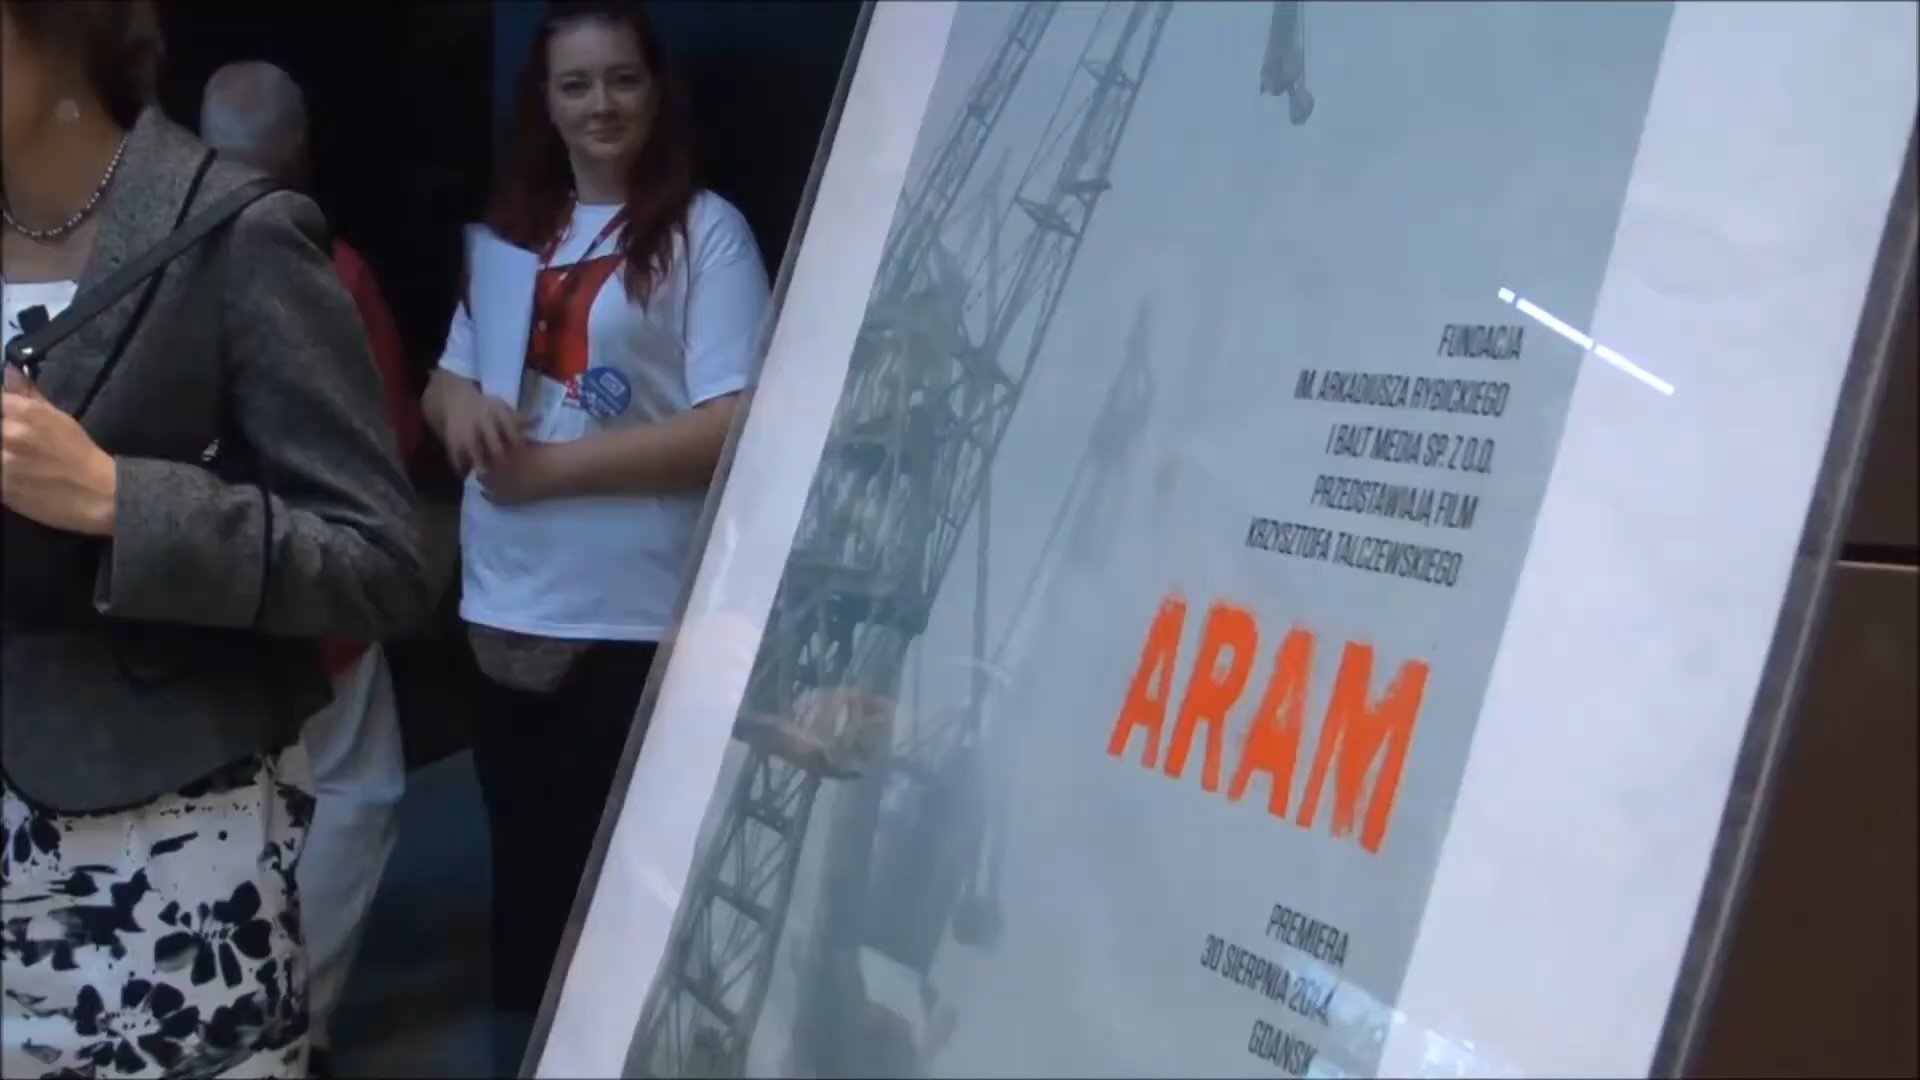 FUNDACJA
IM. ARKADIUSZA RYBICKIEGO
I BALT MEDIA SP. Z O.O.
PRZEDSTAWIAJĄ FILM
KRZYSZTOFA TALCZEWSKIEGO
ARAM
PREMIERA
30 SIERPNIA 2014
GDAŃSK